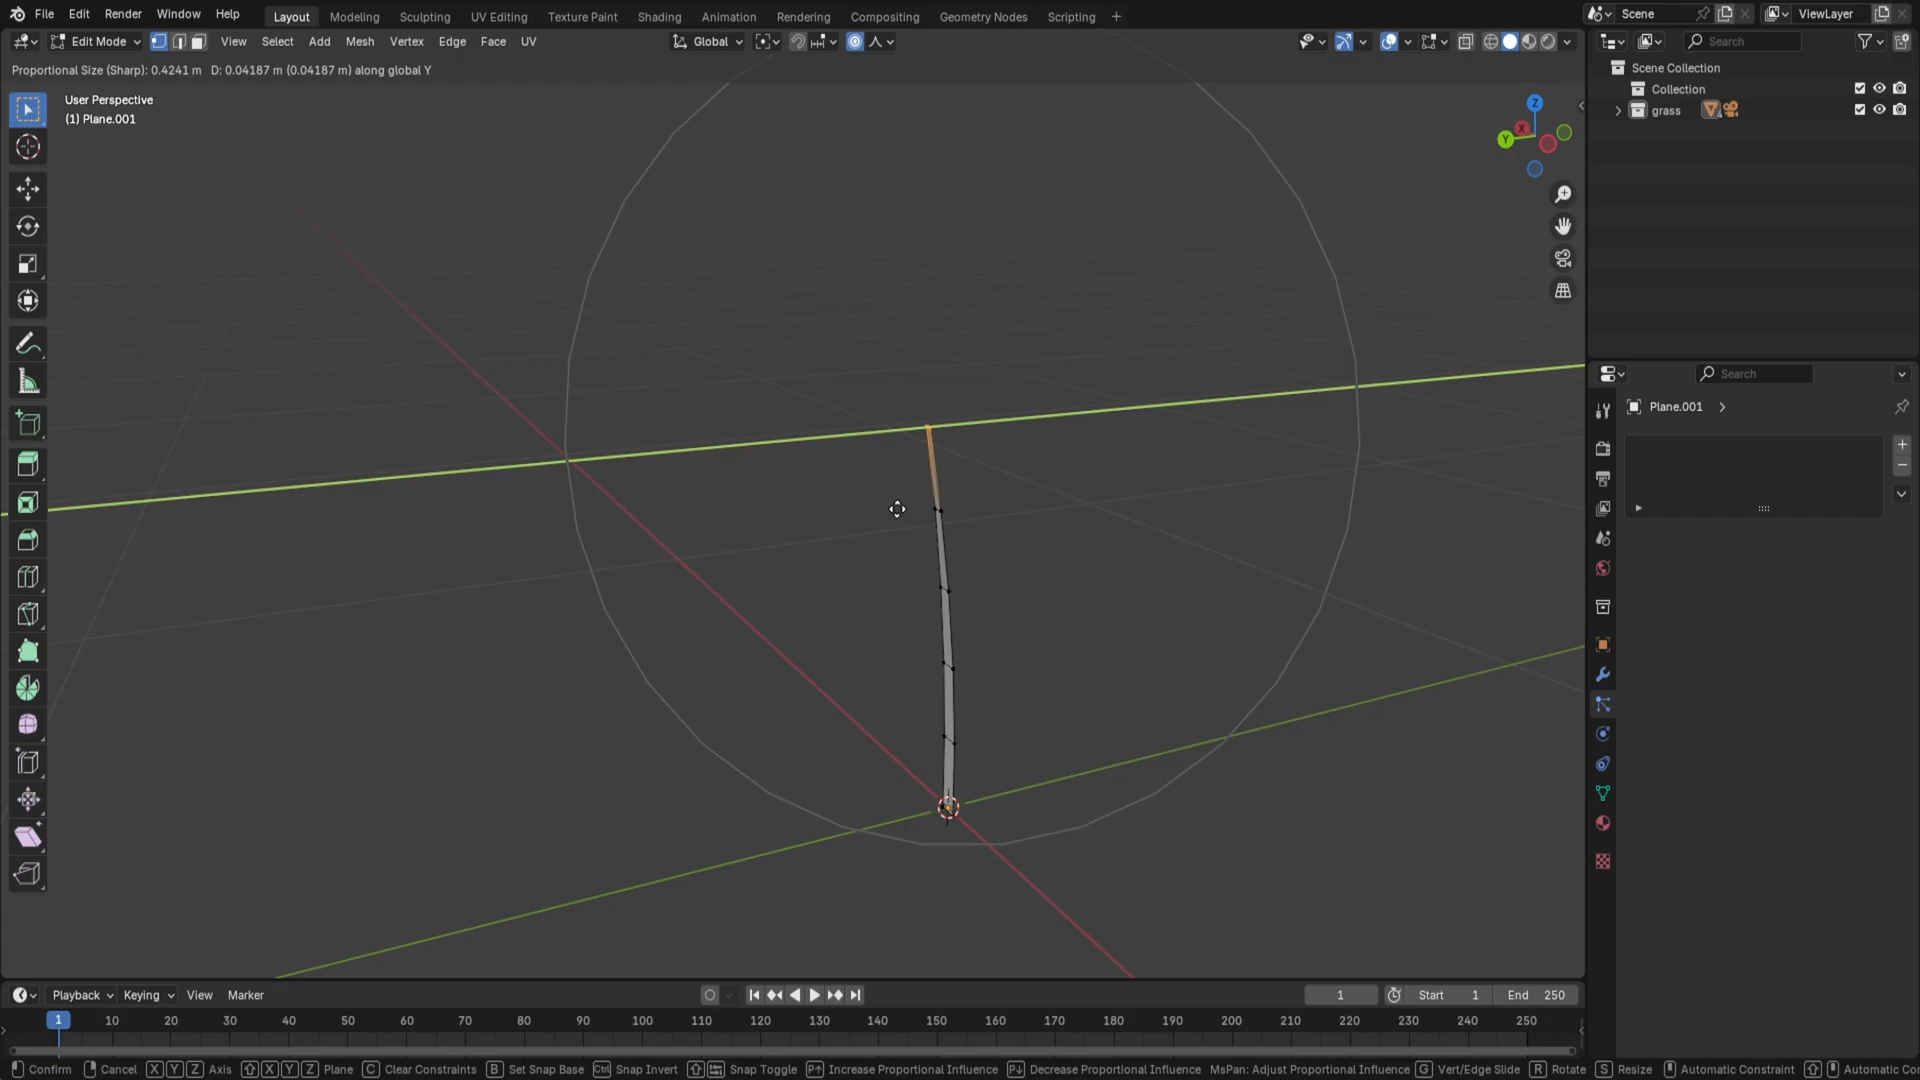 File Edit Render Window Help Layout Modeling Sculpting UV Editing Texture Paint Shading Animation Rendering Compositing Geometry Nodes Scripting + Scene ViewLayer
Edit Mode View Select Add Mesh Vertex Edge Face UV Global Search
Proportional Size (Sharp): 0.4241 m D: 0.04187 m (0.04187 m) along global Y
Scene Collection
Collection
grass
User Perspective
(1) Plane.001
Z
X
Y
Search
Plane.001
Playback Keying View Marker 1 Start 1 End 250
1 10 20 30 40 50 60 70 80 90 100 110 120 130 140 150 160 170 180 190 200 210 220 230 240 250
Confirm Cancel X Y Z Axis X Y Z Plane C Clear Constraints B Set Snap Base Ctrl Snap Invert Snap Toggle P↑ Increase Proportional Influence P↓ Decrease Proportional Influence MsPan: Adjust Proportional Influence G Vert/Edge Slide R Rotate S Resize Automatic Constraint Automatic Co